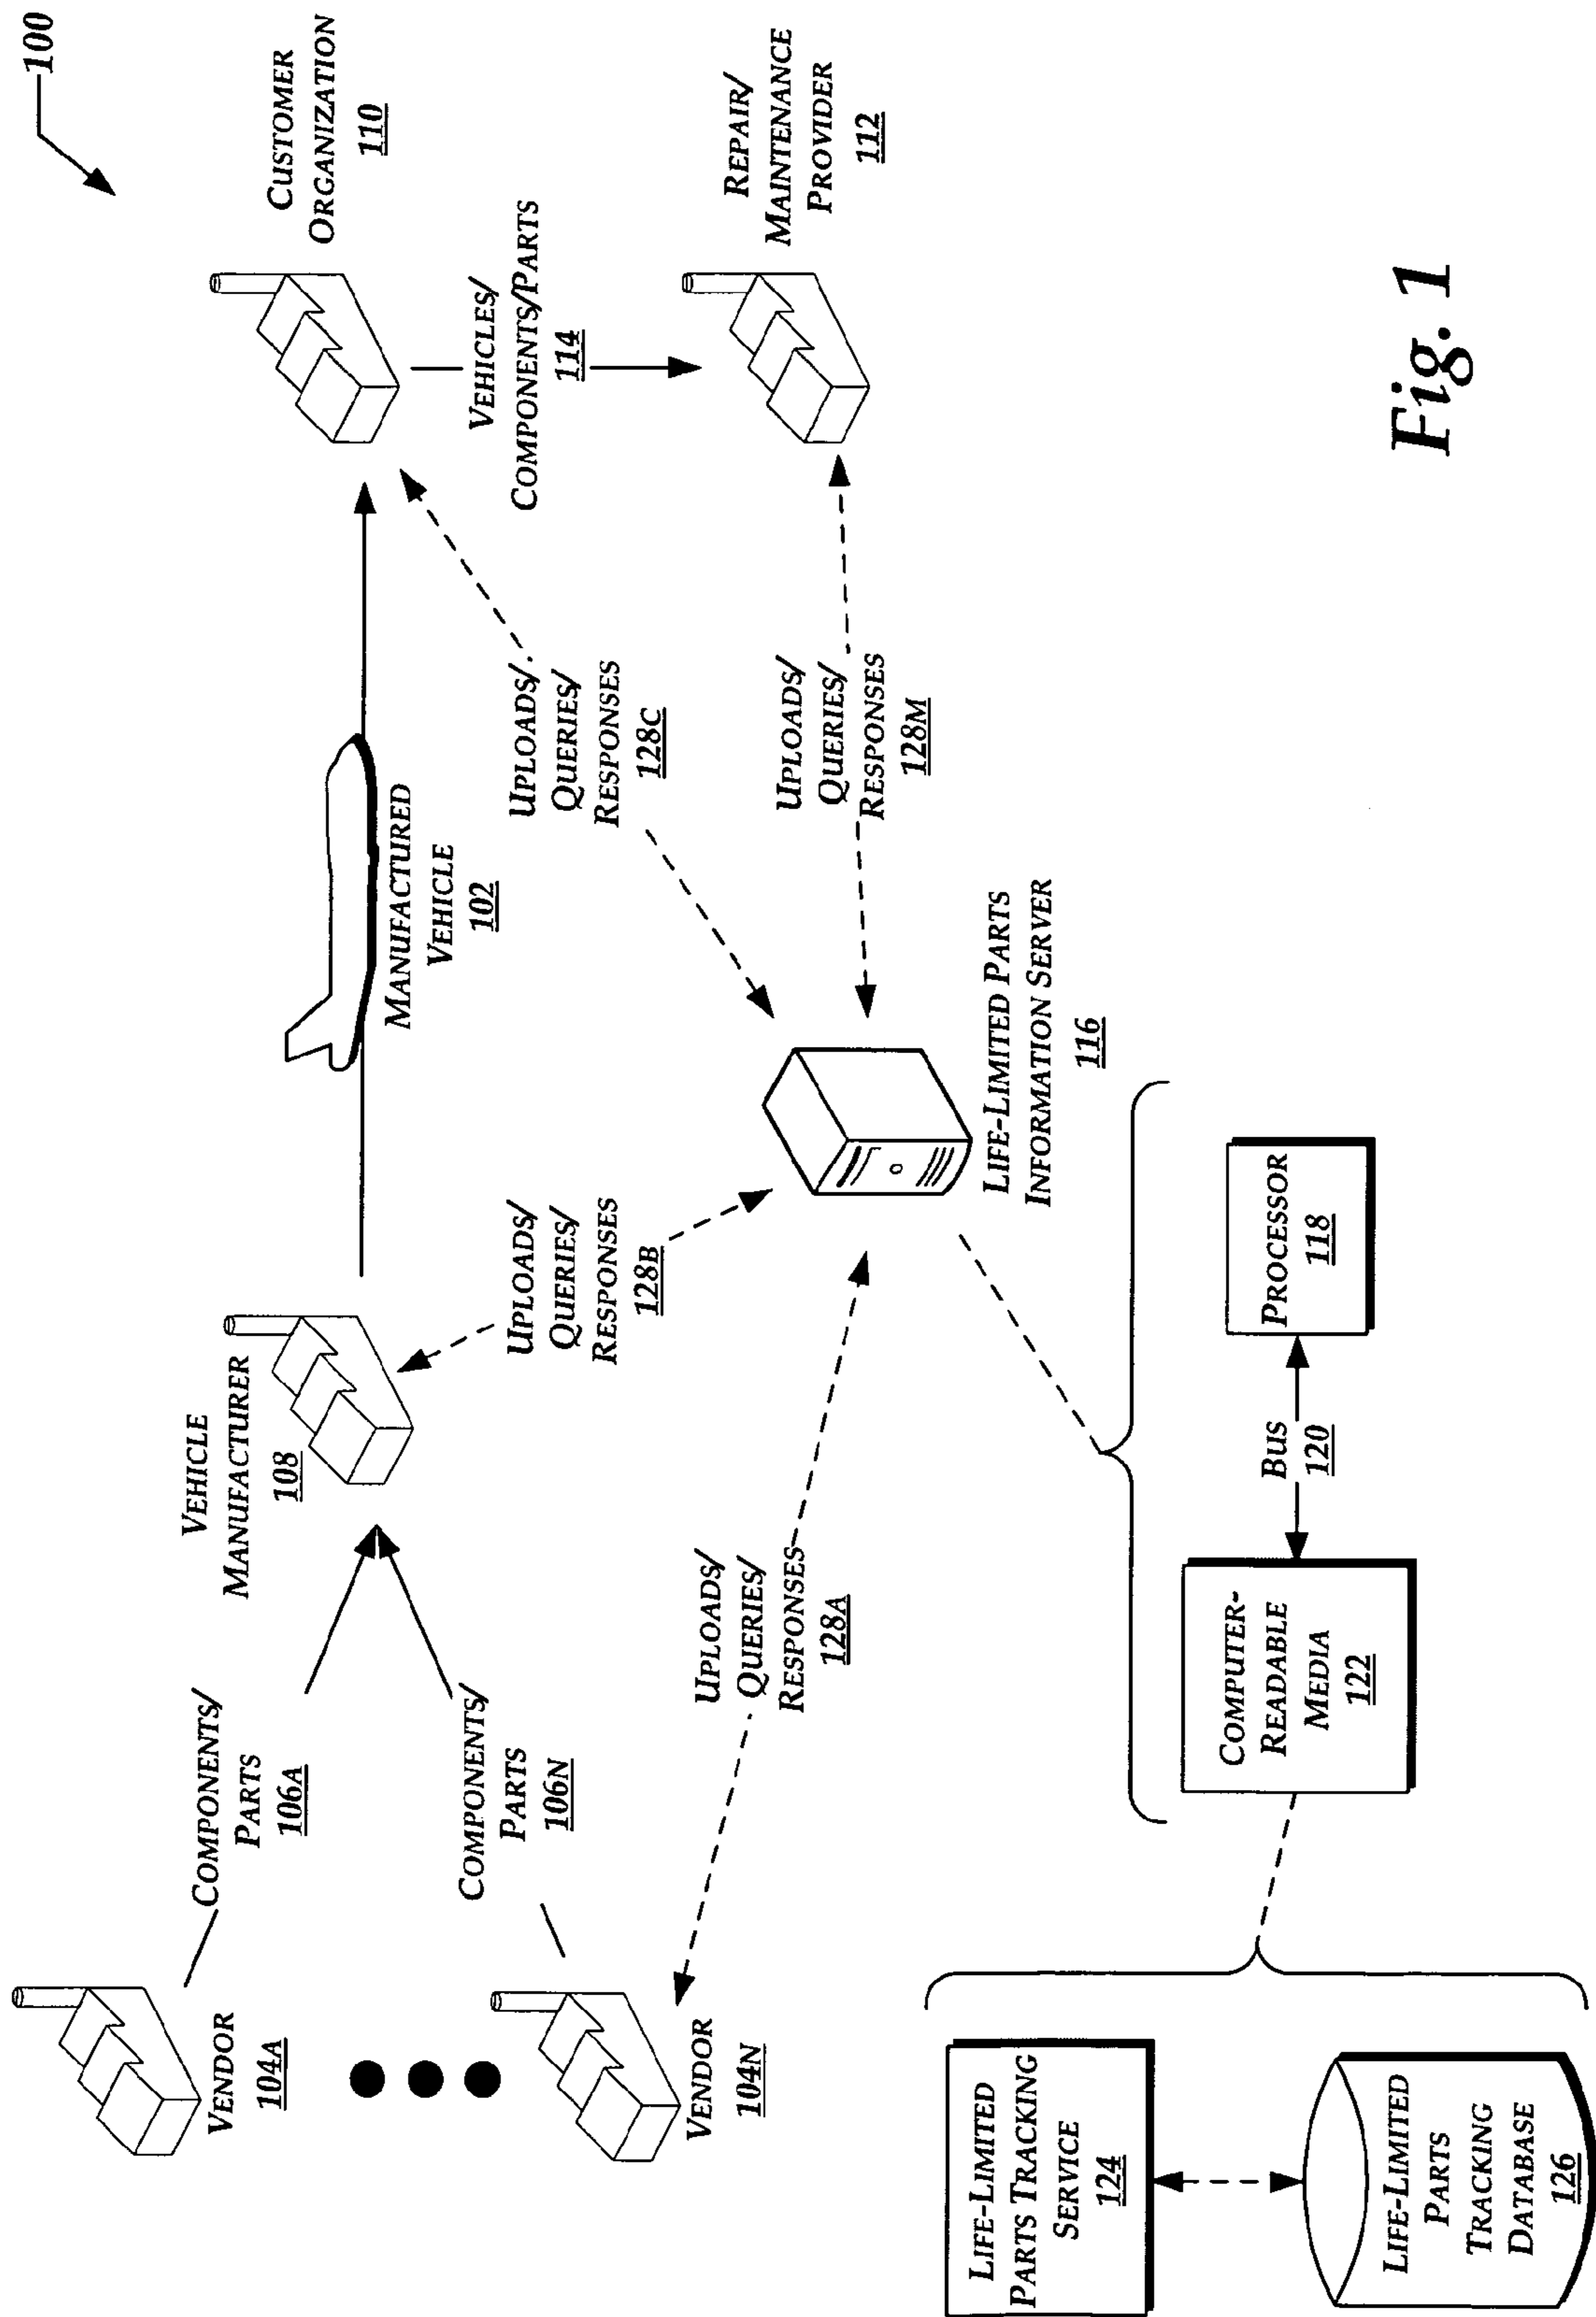 100
VENDOR
104A
COMPONENTS/
PARTS
106A
VEHICLE
MANUFACTURER
108
MANUFACTURED
VEHICLE
102
CUSTOMER
ORGANIZATION
110
VENDOR
104N
COMPONENTS/
PARTS
106N
VEHICLES/
COMPONENTS/PARTS
114
UPLOADS/
QUERIES/
RESPONSES
128A
UPLOADS/
QUERIES/
RESPONSES
128B
UPLOADS/
QUERIES/
RESPONSES
128C
UPLOADS/
QUERIES/
RESPONSES
128M
REPAIR/
MAINTENANCE
PROVIDER
112
LIFE-LIMITED PARTS
INFORMATION SERVER
116
LIFE-LIMITED
PARTS TRACKING
SERVICE
124
COMPUTER-
READABLE
MEDIA
122
BUS
120
PROCESSOR
118
LIFE-LIMITED
PARTS
TRACKING
DATABASE
126
Fig. 1